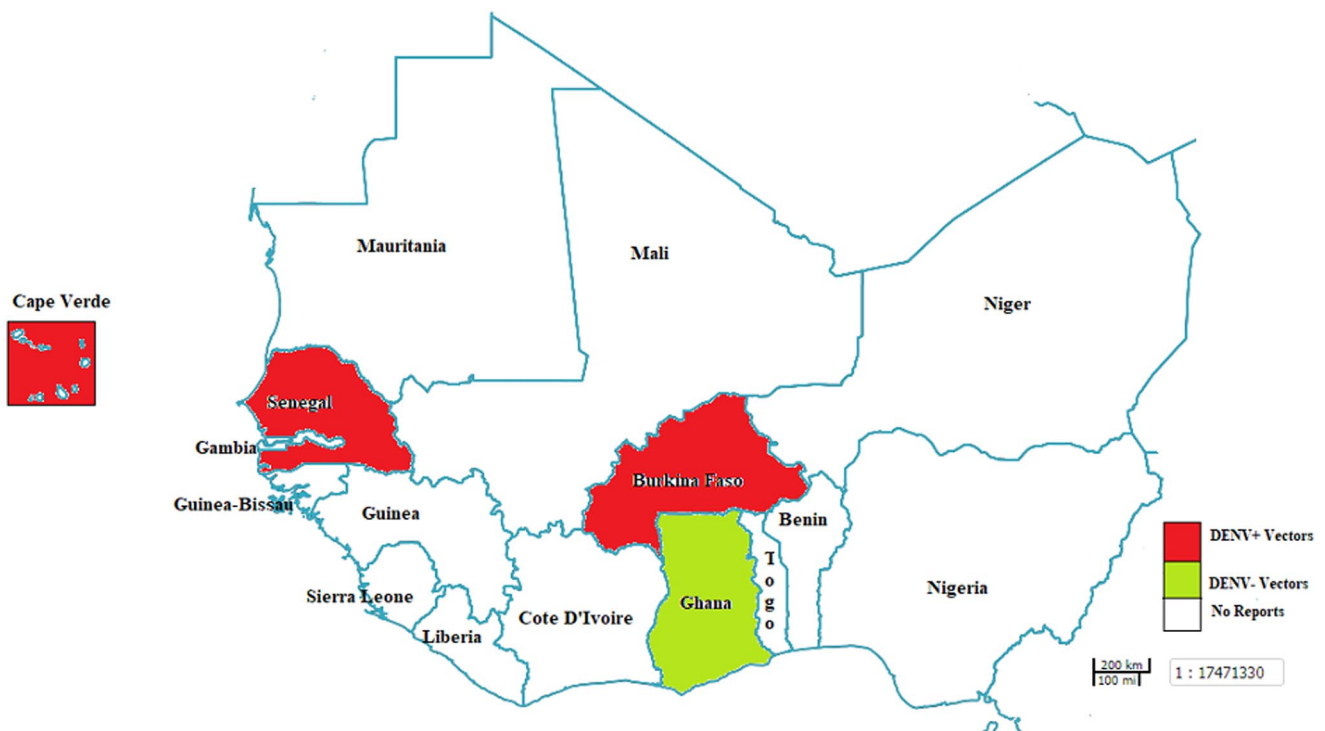 Mauritania
Mali
Niger
Cape Verde
Senegal
Gambia
Burkina Faso
Guinea-Bissau
Guinea
Benin
Togo
Sierra Leone
Liberia
Cote D'Ivoire
Ghana
Nigeria
DENV+ Vectors
DENV- Vectors
No Reports
200 km
100 mi
1 : 17471330